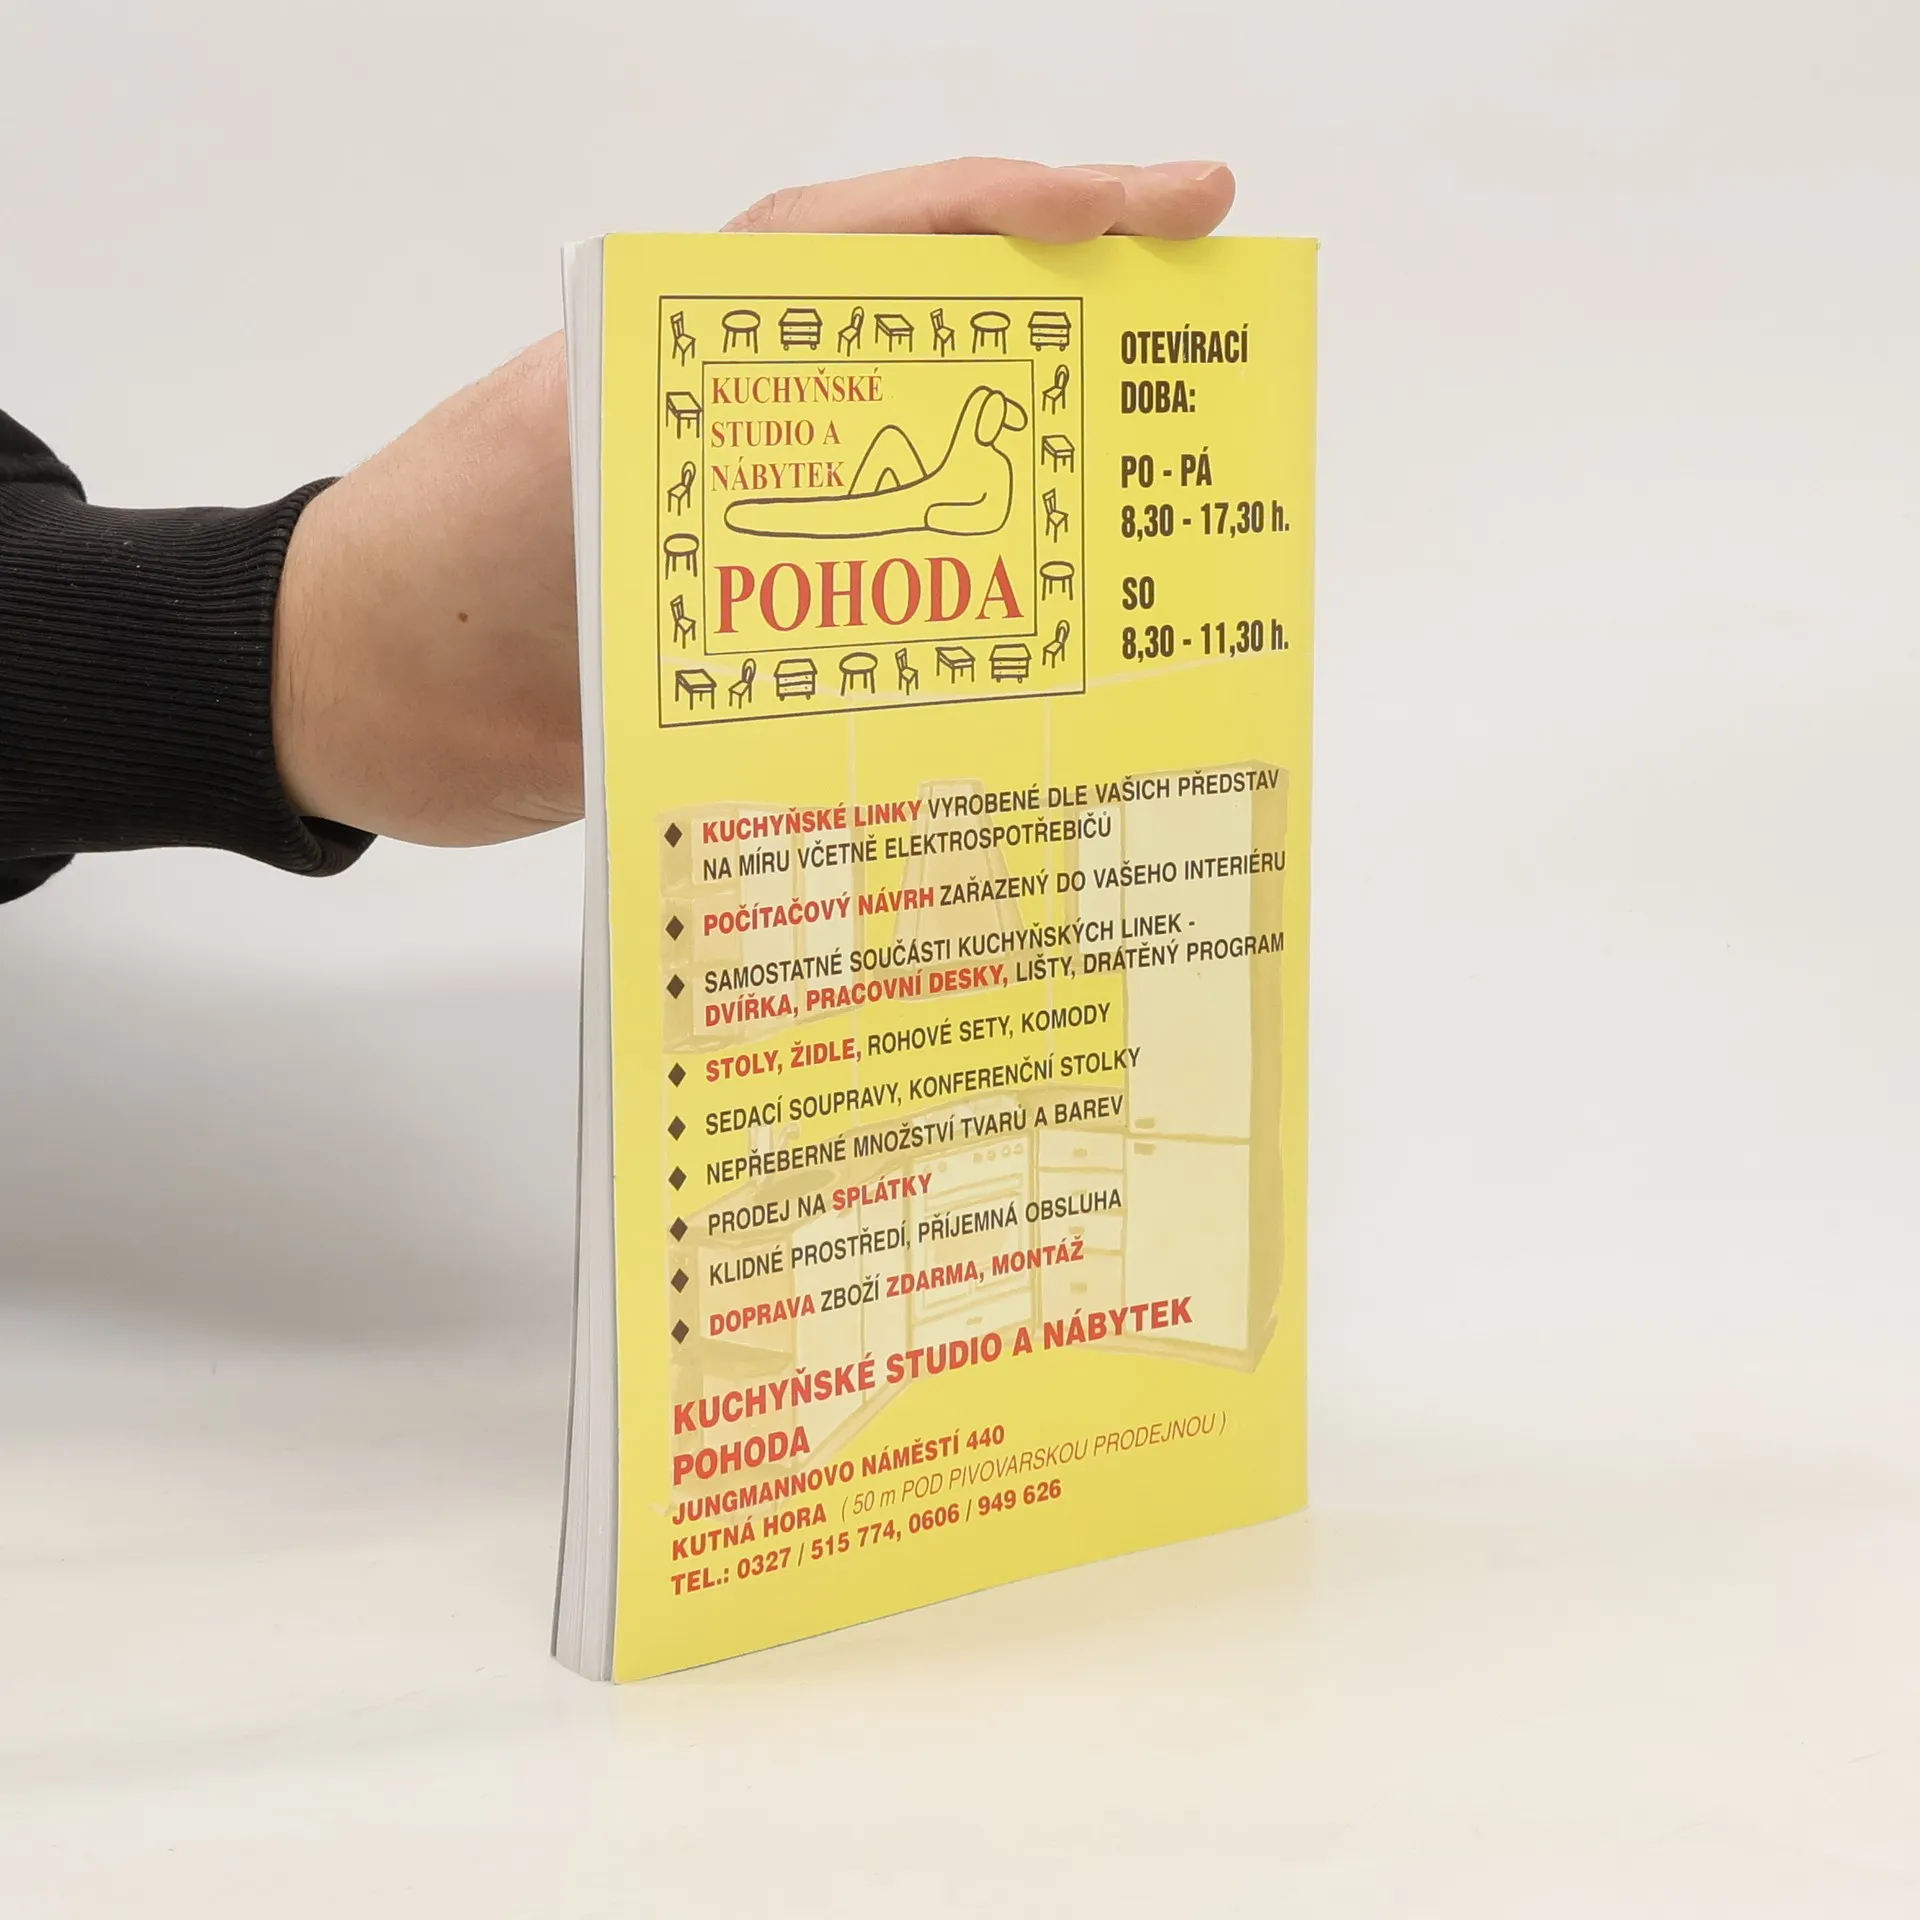 KUCHYŇSKÉ
STUDIO A
NÁBYTEK
POHODA
OTEVÍRACÍ
DOBA:
PO - PÁ
8,30 - 17,30 h.
SO
8,30 - 11,30 h.
♦ KUCHYŇSKÉ LINKY VYROBENÉ DLE VAŠICH PŘEDSTAV
NA MÍRU VČETNĚ ELEKTROSPOTŘEBIČŮ
♦ POČÍTAČOVÝ NÁVRH ZAŘAZENÝ DO VAŠEHO INTERIÉRU
♦ SAMOSTATNÉ SOUČÁSTI KUCHYŇSKÝCH LINEK -
DVÍŘKA, PRACOVNÍ DESKY, LIŠTY, DRÁTĚNÝ PROGRAM
♦ STOLY, ŽIDLE, ROHOVÉ SETY, KOMODY
♦ SEDACÍ SOUPRAVY, KONFERENČNÍ STOLKY
♦ NEPŘEBERNÉ MNOŽSTVÍ TVARŮ A BAREV
♦ PRODEJ NA SPLÁTKY
♦ KLIDNÉ PROSTŘEDÍ, PŘÍJEMNÁ OBSLUHA
♦ DOPRAVA ZBOŽÍ ZDARMA, MONTÁŽ
KUCHYŇSKÉ STUDIO A NÁBYTEK
POHODA
JUNGMANNOVO NÁMĚSTÍ 440
KUTNÁ HORA ( 50 m POD PIVOVARSKOU PRODEJNOU )
TEL.: 0327 / 515 774, 0606 / 949 626